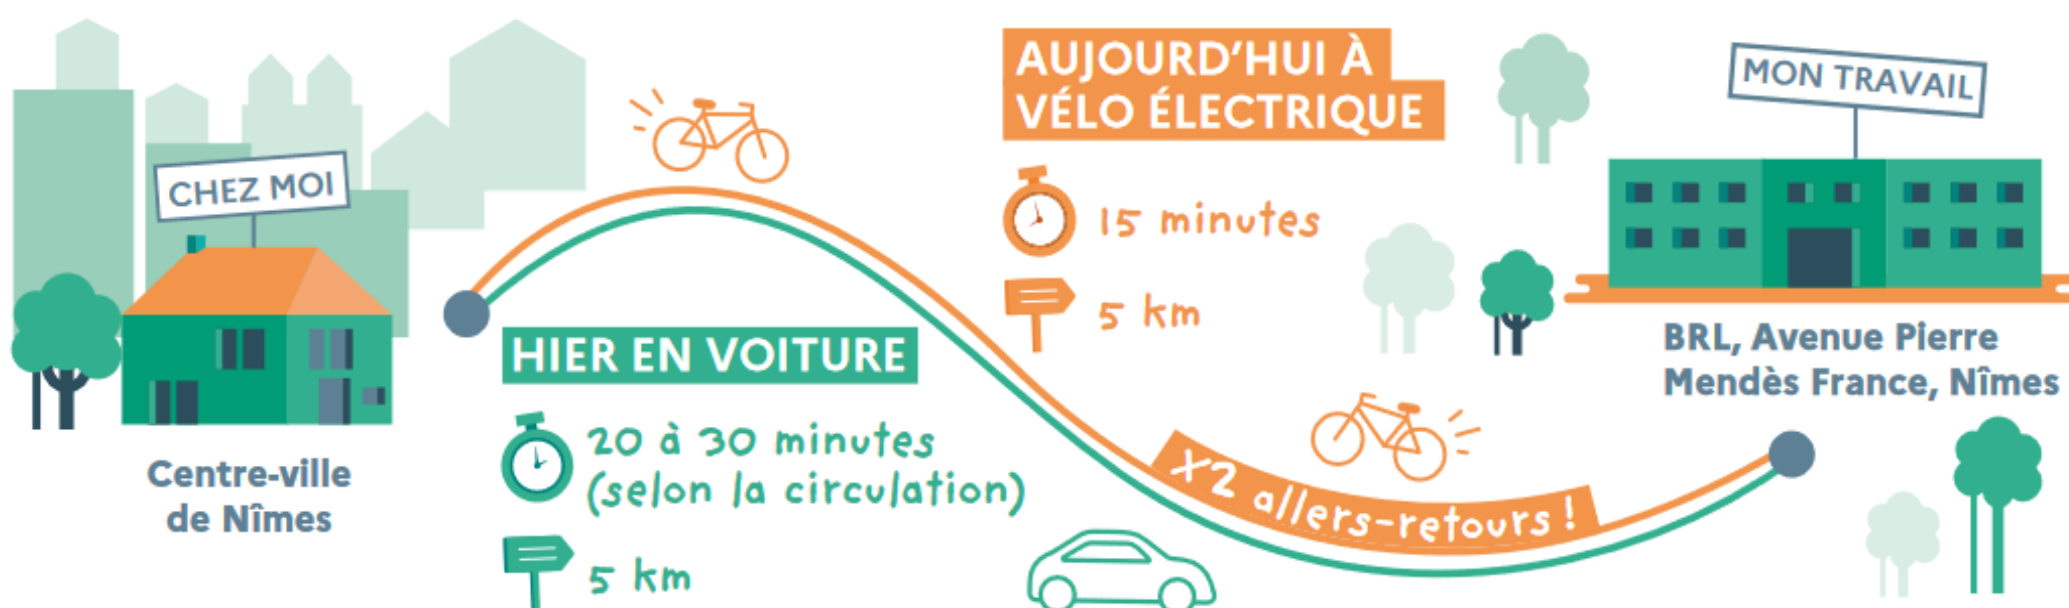 CHEZ MOI
Centre-ville
de Nîmes
HIER EN VOITURE
20 à 30 minutes
(selon la circulation)
5 km
AUJOURD'HUI À
VÉLO ÉLECTRIQUE
15 minutes
5 km
X2 allers-retours !
MON TRAVAIL
BRL, Avenue Pierre
Mendès France, Nîmes